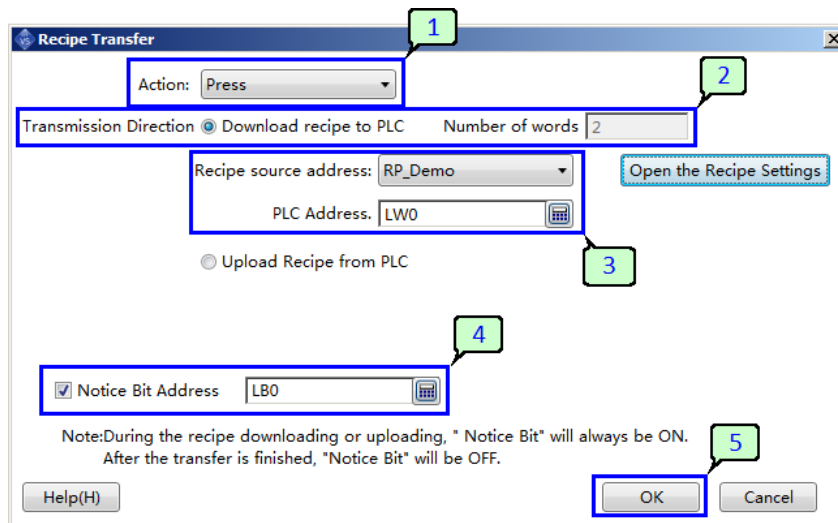 1
VS Recipe Transfer
Action: Press
2
Transmission Direction Download recipe to PLC Number of words 2
Recipe source address: RP_Demo Open the Recipe Settings
PLC Address. LW0
3
Upload Recipe from PLC
4
Notice Bit Address LB0
Note:During the recipe downloading or uploading, " Notice Bit" will always be ON.
After the transfer is finished, "Notice Bit" will be OFF.
5
Help(H) OK Cancel